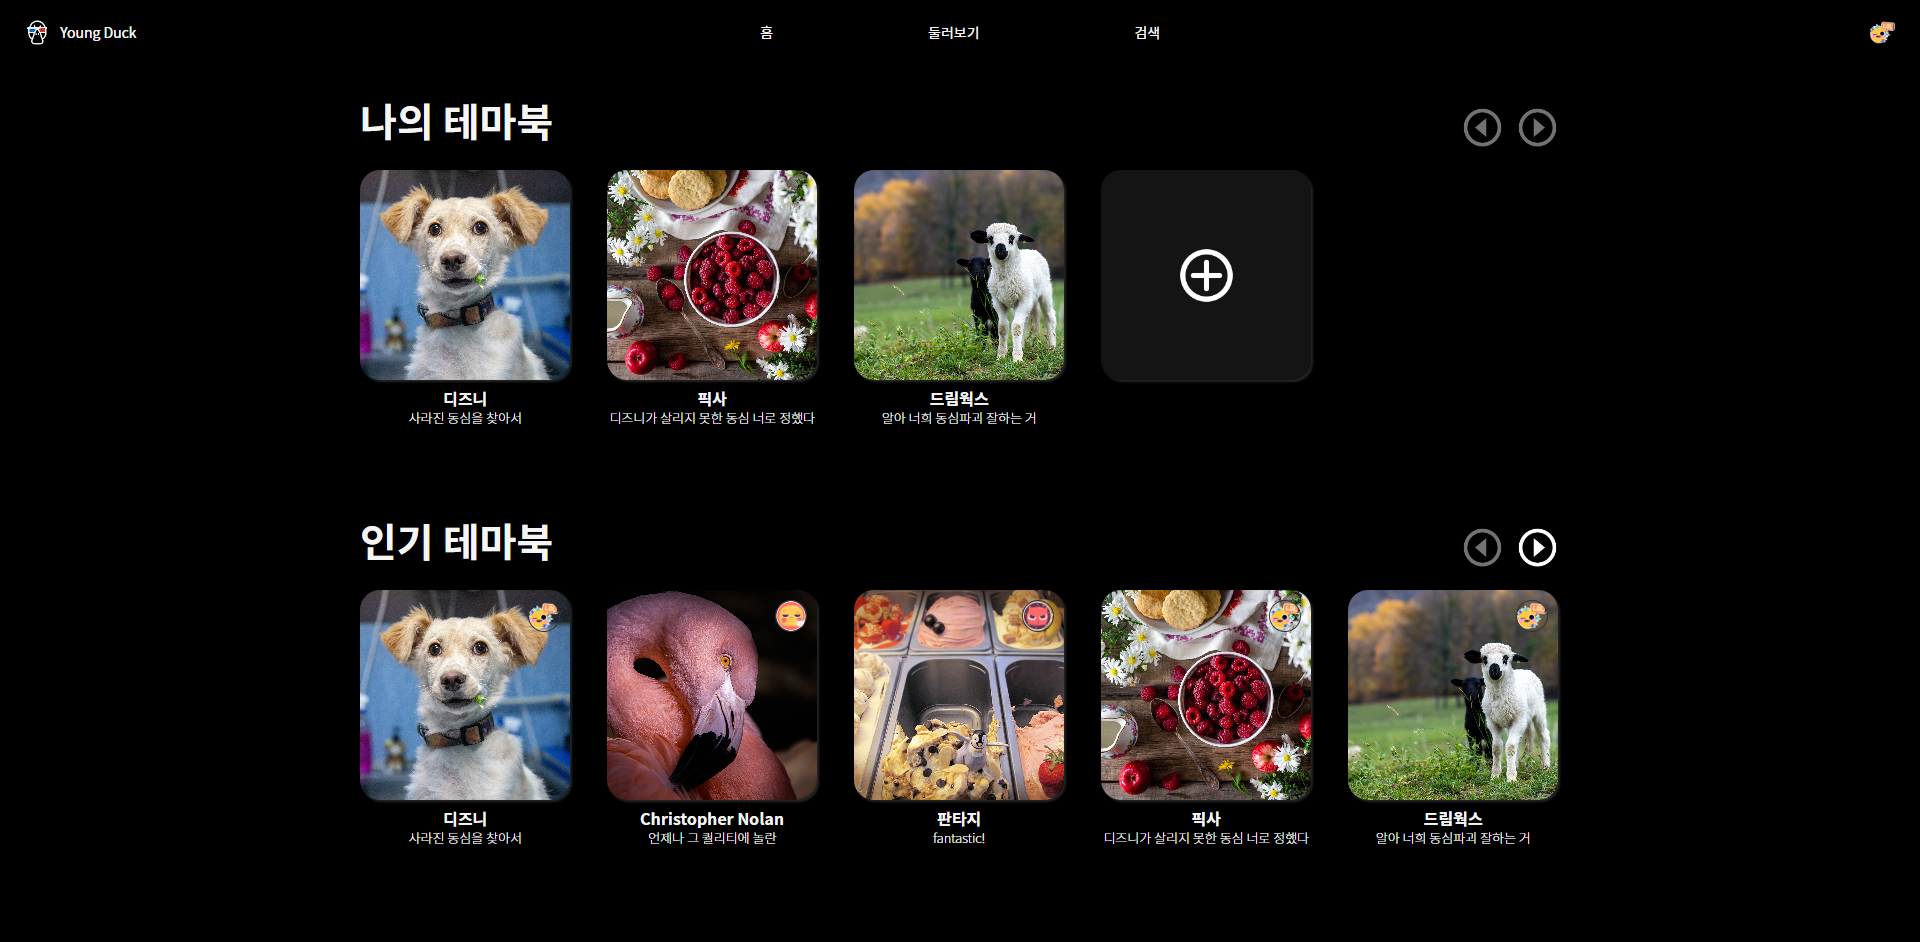 Young Duck
홈
둘러보기
검색
나의 테마북
디즈니
사라진 동심을 찾아서
픽사
디즈니가 살리지 못한 동심 너로 정했다
드림웍스
알아 너희 동심파괴 잘하는 거
인기 테마북
디즈니
사라진 동심을 찾아서
Christopher Nolan
언제나 그 퀄리티에 놀란
판타지
fantastic!
픽사
디즈니가 살리지 못한 동심 너로 정했다
드림웍스
알아 너희 동심파괴 잘하는 거